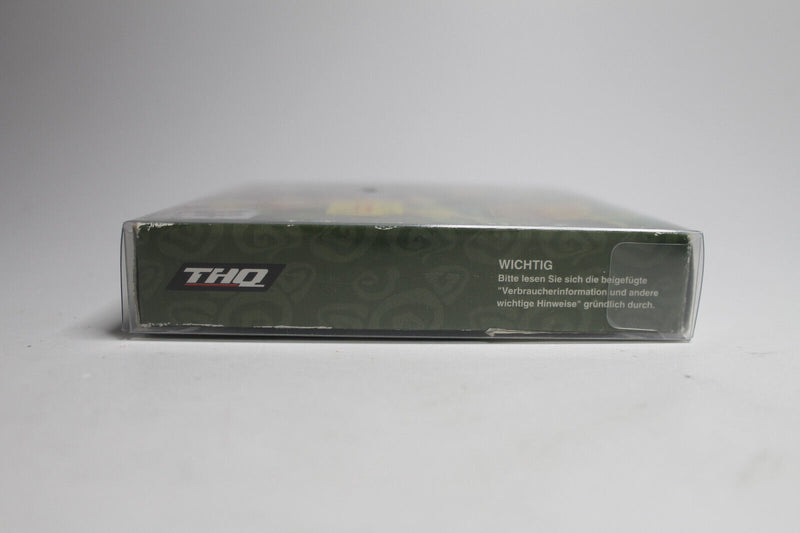 THQ
WICHTIG
Bitte lesen Sie sich die beigefügte
"Verbraucherinformation und andere
wichtige Hinweise" gründlich durch.